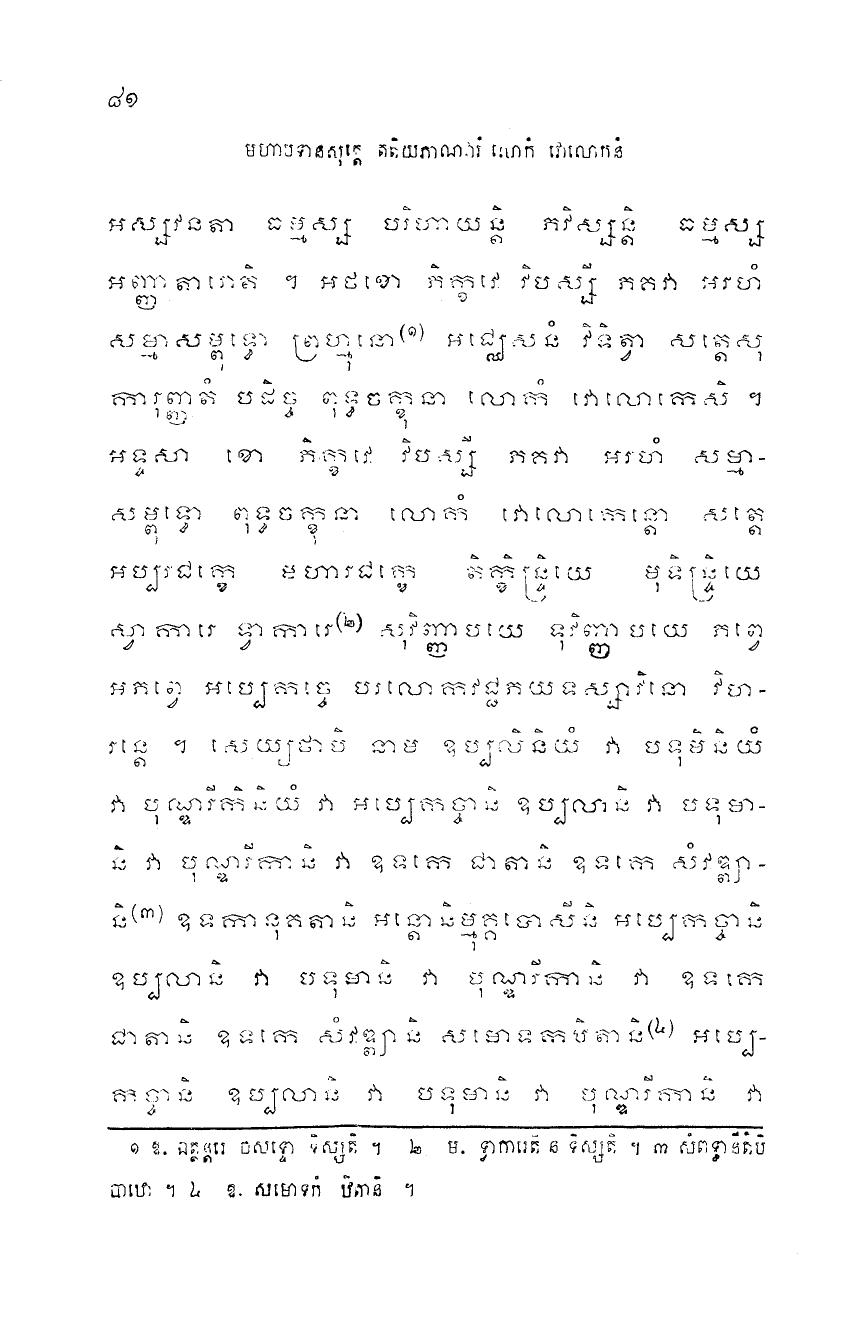 ៨១
មហាបទានសុត្តេ តតិយភាណវារំ លោកំ វោលោកនំ
អស្សវនតា ធម្មស្ស បរិហាយន្តិ ភវិស្សន្តិ ធម្មស្ស
អញ្ញាតារោតិ ។ អថខោ ភិក្ខវេ វិបស្សី ភគវា អរហំ
សម្មាសម្ពុទ្ធោ ព្រហ្មុនោ(១) អជ្ឈេសនំ វិទិត្វា សត្តេសុ
ការុញ្ញតំ បដិច្ច ពុទ្ធចក្ខុនា លោកំ វោលោកេសិ ។
អទ្ទសា ខោ ភិក្ខវេ វិបស្សី ភគវា អរហំ សម្មា-
សម្ពុទ្ធោ ពុទ្ធចក្ខុនា លោកំ វោលោកេន្តោ សត្តេ
អប្បរជក្ខេ មហារជក្ខេ តិក្ខិន្ទ្រិយេ មុទិន្ទ្រិយេ
ស្វាការេ ទ្វាការេ(២) សុវិញ្ញាបយេ ទុវិញ្ញាបយេ ភព្វេ
អភព្វេ អប្បេកច្ចេ បរលោកវជ្ជភយទស្សាវិនោ វិហ-
រន្តេ ។ សេយ្យថាបិ នាម ឧប្បលិនិយំ វា បទុមិនិយំ
វា បុណ្ឌរីកិនិយំ វា អប្បេកច្ចានិ ឧប្បលានិ វា បទុមា-
និ វា បុណ្ឌរីកានិ វា ឧទកេ ជាតានិ ឧទកេ សំវឌ្ឍា-
និ(៣) ឧទកានុគតានិ អន្តោនិម្មុគ្គបោសីនិ អប្បេកច្ចានិ
ឧប្បលានិ វា បទុមានិ វា បុណ្ឌរីកានិ វា ឧទកេ
ជាតានិ ឧទកេ សំវឌ្ឍានិ សមោទកឋិតានិ(៤) អប្បេ-
កច្ចានិ ឧប្បលានិ វា បទុមានិ វា បុណ្ឌរីកានិ វា
១ ឱ. ឯត្ថន្តរេ ចសទ្ទោ ទិស្សតិ ។ ២ ម. ទ្វាការេតិ ន ទិស្សតិ ។ ៣ សំពទ្ធានីតិបិ
បាឋោ ។ ៤ ឱ. សមោទកំ ឋិតានិ ។